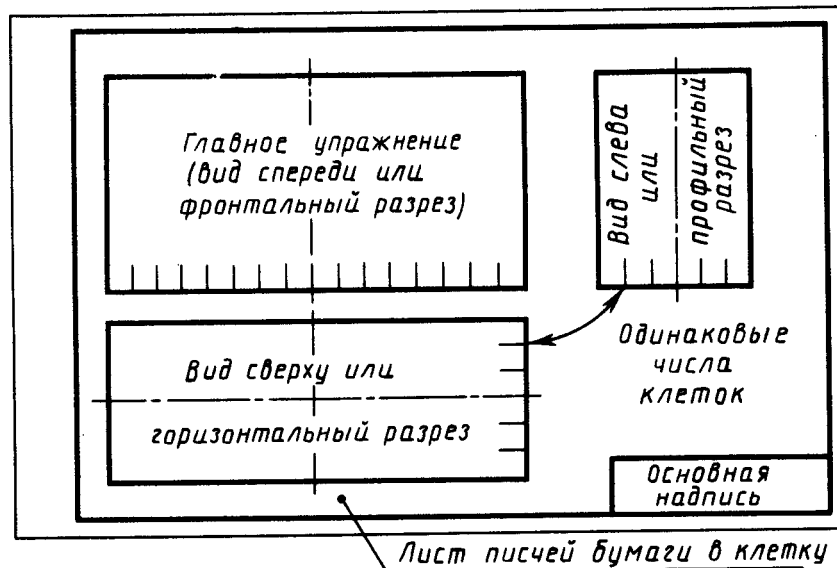 Главное упражнение
(вид спереди или
фронтальный разрез)
Вид слева
или
профильный
разрез
Вид сверху или
горизонтальный разрез
Одинаковые
числа
клеток
Основная
надпись
Лист писчей бумаги в клетку